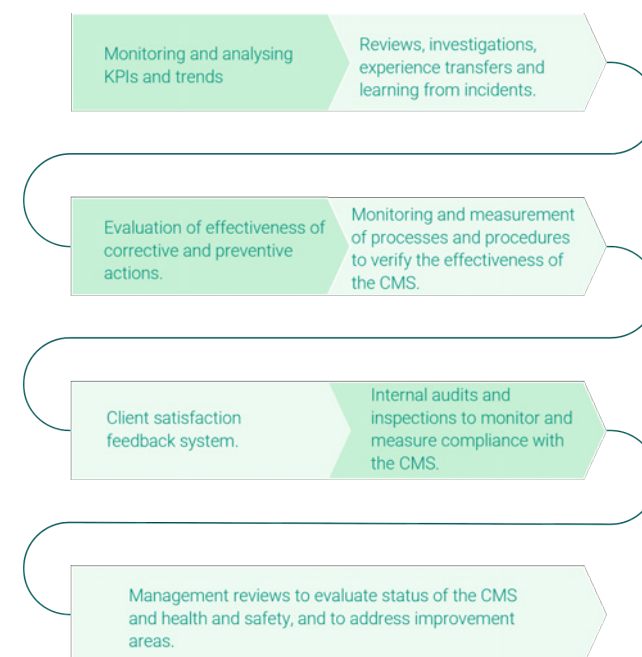 Monitoring and analysing
KPIs and trends
Reviews, investigations,
experience transfers and
learning from incidents.
Evaluation of effectiveness of
corrective and preventive
actions.
Monitoring and measurement
of processes and procedures
to verify the effectiveness of
the CMS.
Client satisfaction
feedback system.
Internal audits and
inspections to monitor and
measure compliance with
the CMS.
Management reviews to evaluate status of the CMS
and health and safety, and to address improvement
areas.